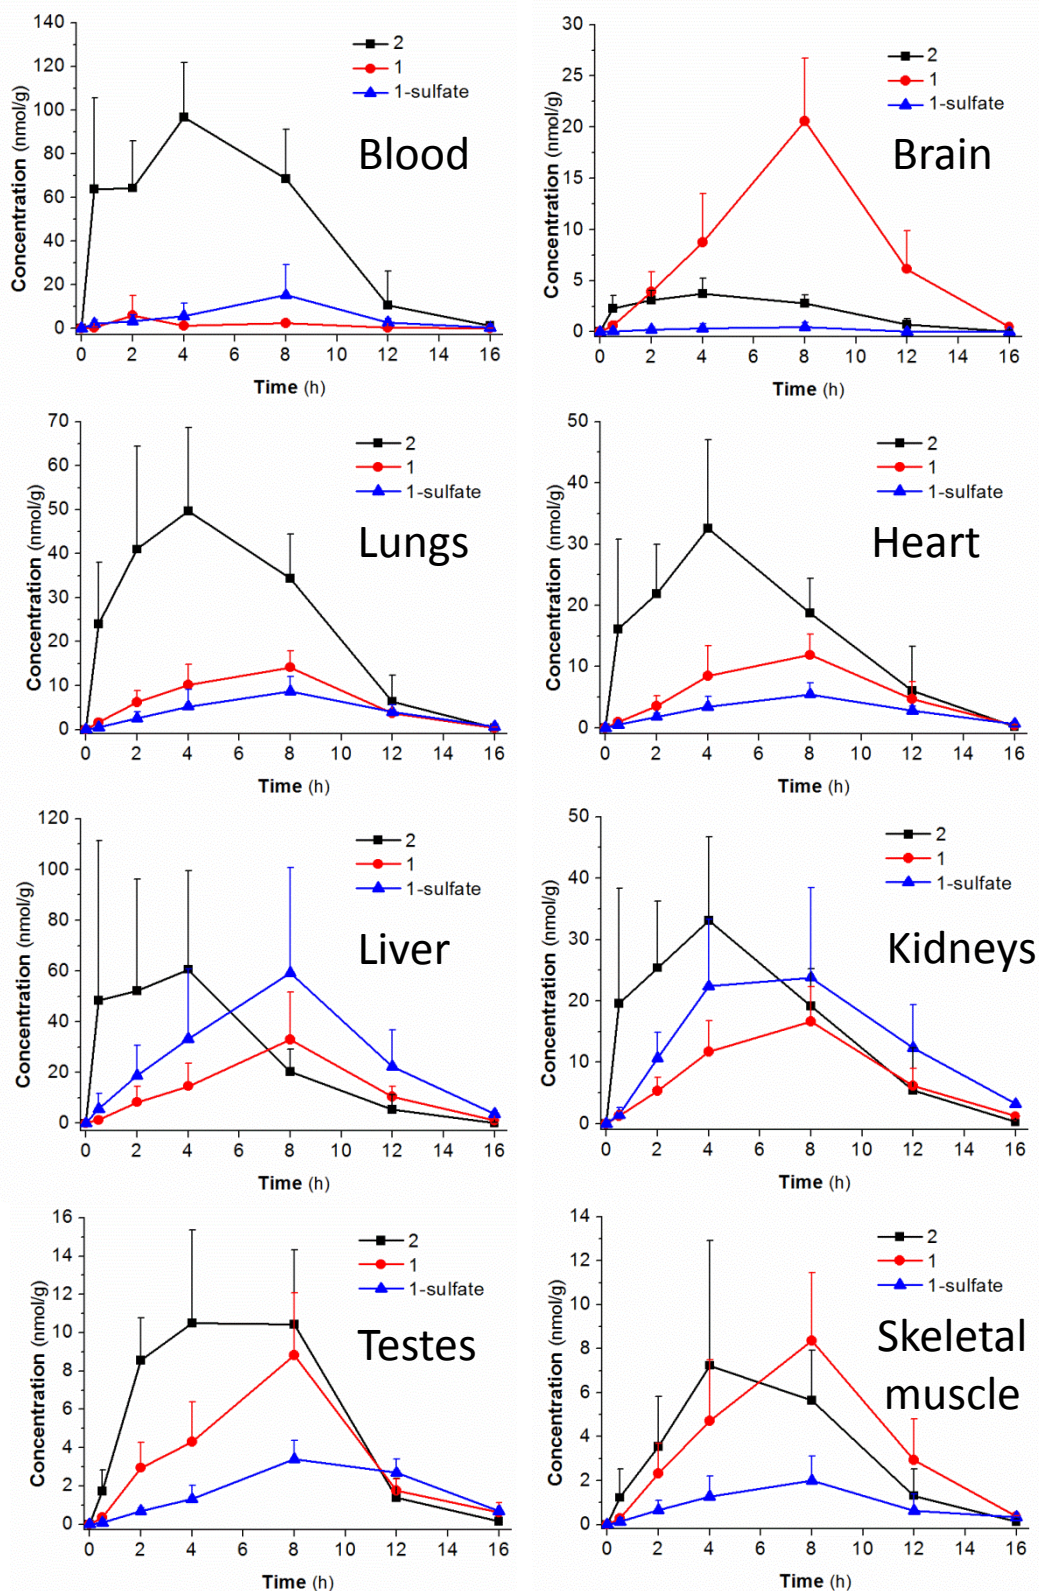 140
120
100
80
60
40
20
0
Concentration (nmol/g)
2
1
1-sulfate
Blood
0 2 4 6 8 10 12 14 16
Time (h)
30
25
20
15
10
5
0
Concentration (nmol/g)
2
1
1-sulfate
Brain
0 2 4 6 8 10 12 14 16
Time (h)
70
60
50
40
30
20
10
0
Concentration (nmol/g)
2
1
1-sulfate
Lungs
0 2 4 6 8 10 12 14 16
Time (h)
50
40
30
20
10
0
Concentration (nmol/g)
2
1
1-sulfate
Heart
0 2 4 6 8 10 12 14 16
Time (h)
120
100
80
60
40
20
0
Concentration (nmol/g)
2
1
1-sulfate
Liver
0 2 4 6 8 10 12 14 16
Time (h)
50
40
30
20
10
0
Concentration (nmol/g)
2
1
1-sulfate
Kidneys
0 2 4 6 8 10 12 14 16
Time (h)
16
14
12
10
8
6
4
2
0
Concentration (nmol/g)
2
1
1-sulfate
Testes
0 2 4 6 8 10 12 14 16
Time (h)
14
12
10
8
6
4
2
0
Concentration (nmol/g)
2
1
1-sulfate
Skeletal
muscle
0 2 4 6 8 10 12 14 16
Time (h)